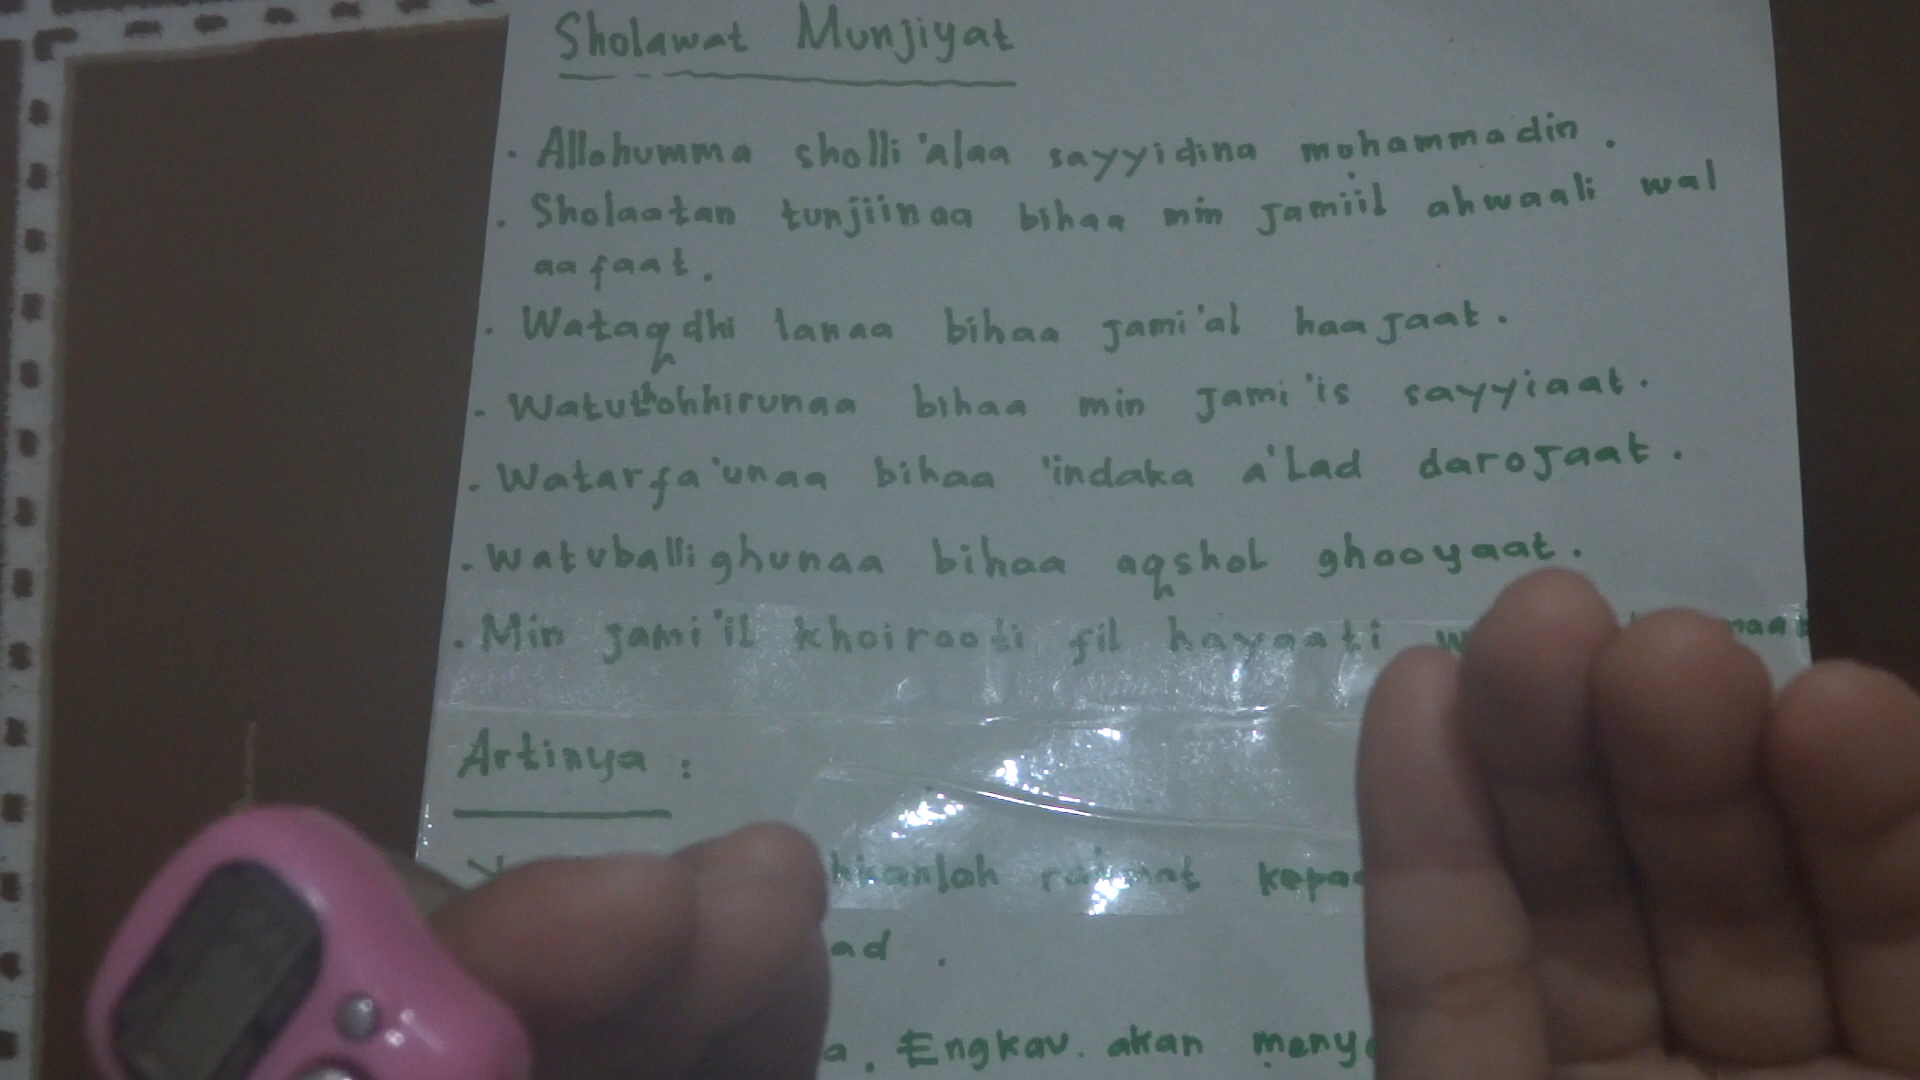 Sholawat Munjiyat
. Allohumma sholli 'alaa sayyidina mohammadin .
. Sholaatan tunjiinaa bihaa min Jamiil ahwaali wal
aafaat.
. Wataqdhi lanaa bihaa Jami'al haaJaat.
. Watuthohhirunaa bihaa min Jami'is sayyiaat.
. Watarfa'unaa bihaa 'indaka a'Lad daroJaat.
. Watuballighunaa bihaa aqshol ghooyaat.
. Min Jami'il khoirooti fil hayaati
Artinya :
rahmat
ad .
a. Engkau. akan